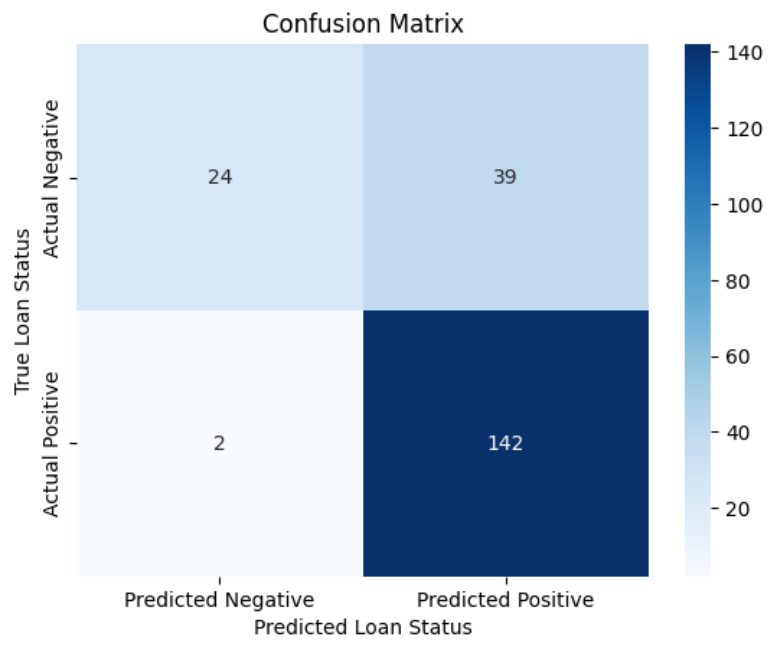 Confusion Matrix
True Loan Status
Actual Negative
Actual Positive
24
39
2
142
Predicted Negative
Predicted Positive
Predicted Loan Status
140
120
100
80
60
40
20